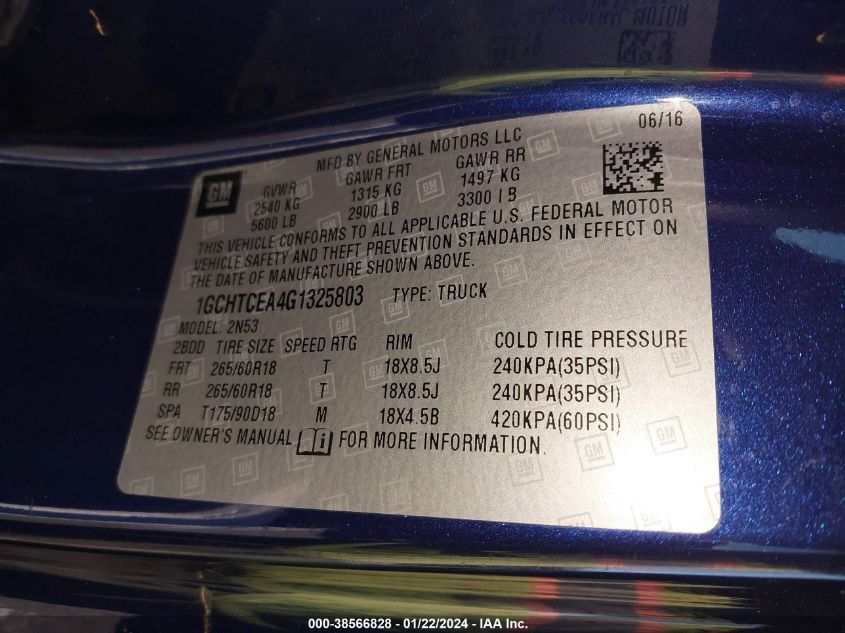 06/16
MFD BY GENERAL MOTORS LLC
GM
GVWR GAWR FRT GAWR RR
2540 KG 1315 KG 1497 KG
5600 LB 2900 LB 3300 LB
THIS VEHICLE CONFORMS TO ALL APPLICABLE U.S. FEDERAL MOTOR
VEHICLE SAFETY AND THEFT PREVENTION STANDARDS IN EFFECT ON
THE DATE OF MANUFACTURE SHOWN ABOVE.
1GCHTCEA4G1325803 TYPE: TRUCK
MODEL: 2N53
2BDD TIRE SIZE SPEED RTG RIM COLD TIRE PRESSURE
FRT 265/60R18 T 18X8.5J 240KPA(35PSI)
RR 265/60R18 T 18X8.5J 240KPA(35PSI)
SPA T175/90D18 M 18X4.5B 420KPA(60PSI)
SEE OWNER'S MANUAL FOR MORE INFORMATION.
000-38566828 - 01/22/2024 - IAA Inc.